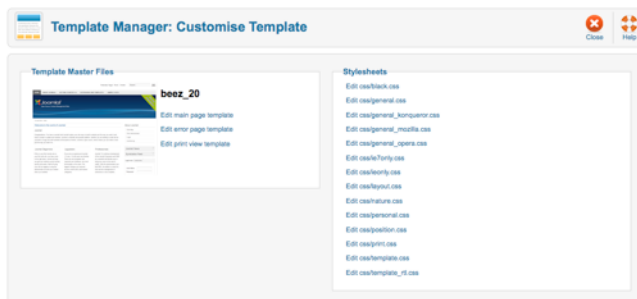 Template Manager: Customise Template
Close
Help
Template Master Files
beez_20
Edit main page template
Edit error page template
Edit print view template
Stylesheets
Edit css/black.css
Edit css/general.css
Edit css/general_konqueror.css
Edit css/general_mozilla.css
Edit css/general_opera.css
Edit css/ie7only.css
Edit css/ieonly.css
Edit css/layout.css
Edit css/nature.css
Edit css/personal.css
Edit css/position.css
Edit css/print.css
Edit css/template.css
Edit css/template_rtl.css